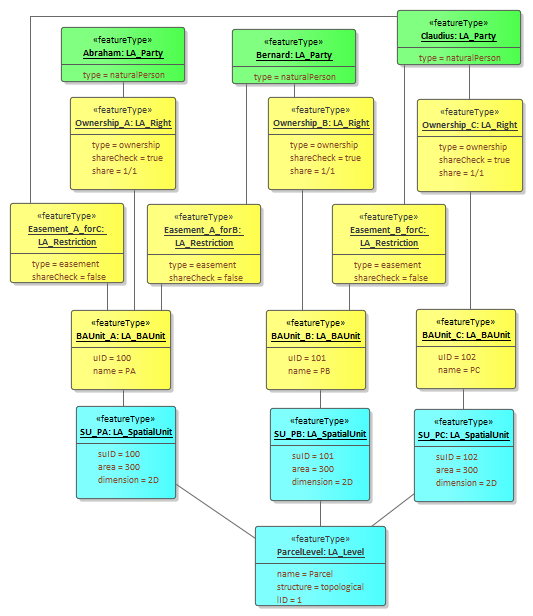 «featureType»
Claudius: LA_Party
type = naturalPerson
«featureType»
Abraham: LA_Party
type = naturalPerson
«featureType»
Bernard: LA_Party
type = naturalPerson
«featureType»
Ownership_A: LA_Right
type = ownership
shareCheck = true
share = 1/1
«featureType»
Ownership_B: LA_Right
type = ownership
shareCheck = true
share = 1/1
«featureType»
Ownership_C: LA_Right
type = ownership
shareCheck = true
share = 1/1
«featureType»
Easement_A_forC:
LA_Restriction
type = easement
shareCheck = false
«featureType»
Easement_A_forB:
LA_Restriction
type = easement
shareCheck = false
«featureType»
Easement_B_forC:
LA_Restriction
type = easement
shareCheck = false
«featureType»
BAUnit_A: LA_BAUnit
uID = 100
name = PA
«featureType»
BAUnit_B: LA_BAUnit
uID = 101
name = PB
«featureType»
BAUnit_C: LA_BAUnit
uID = 102
name = PC
«featureType»
SU_PA: LA_SpatialUnit
suID = 100
area = 300
dimension = 2D
«featureType»
SU_PB: LA_SpatialUnit
suID = 101
area = 300
dimension = 2D
«featureType»
SU_PC: LA_SpatialUnit
suID = 102
area = 300
dimension = 2D
«featureType»
ParcelLevel: LA_Level
name = Parcel
structure = topological
lID = 1